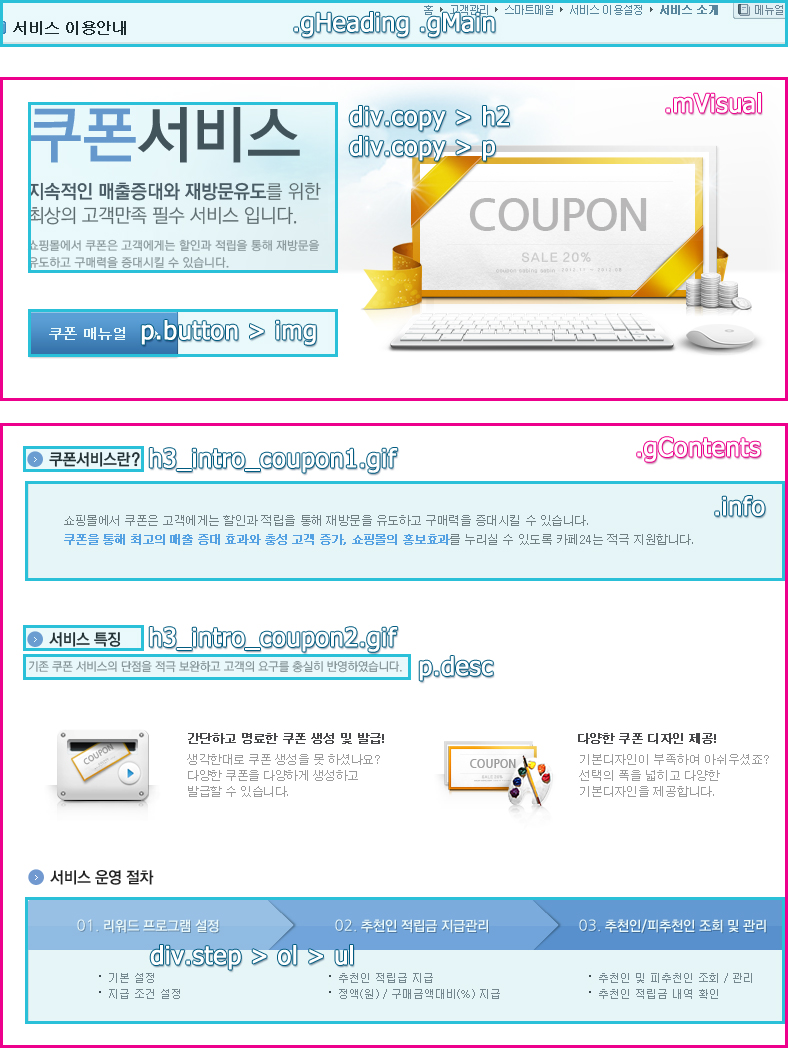 홈 ▸ 고객관리 ▸ 스마트메일 ▸ 서비스 이용설정 ▸ 서비스 소개
메뉴얼
서비스 이용안내
.gHeading .gMain
.mVisual
쿠폰서비스
div.copy > h2
div.copy > p
지속적인 매출증대와 재방문유도를 위한
최상의 고객만족 필수 서비스 입니다.
쇼핑몰에서 쿠폰은 고객에게는 할인과 적립을 통해 재방문을
유도하고 구매력을 증대시킬 수 있습니다.
COUPON
SALE 20%
쿠폰 매뉴얼
p.button > img
.gContents
쿠폰서비스란?
h3_intro_coupon1.gif
.info
쇼핑몰에서 쿠폰은 고객에게는 할인과 적립을 통해 재방문을 유도하고 구매력을 증대시킬 수 있습니다.
쿠폰을 통해 최고의 매출 증대 효과와 충성 고객 증가, 쇼핑몰의 홍보효과를 누리실 수 있도록 카페24는 적극 지원합니다.
서비스 특징
h3_intro_coupon2.gif
기존 쿠폰 서비스의 단점을 적극 보완하고 고객의 요구를 충실히 반영하였습니다.
p.desc
COUPON
간단하고 명료한 쿠폰 생성 및 발급!
생각한대로 쿠폰 생성을 못 하셨나요?
다양한 쿠폰을 다양하게 생성하고
발급할 수 있습니다.
COUPON
다양한 쿠폰 디자인 제공!
기본디자인이 부족하여 아쉬우셨죠?
선택의 폭을 넓히고 다양한
기본디자인을 제공합니다.
서비스 운영 절차
01. 리워드 프로그램 설정
02. 추천인 적립금 지급관리
03. 추천인/피추천인 조회 및 관리
div.step > ol > ul
· 기본 설정
· 지급 조건 설정
· 추천인 적립급 지급
· 정액(원) / 구매금액대비(%) 지급
· 추천인 및 피추천인 조회 / 관리
· 추천인 적립금 내역 확인